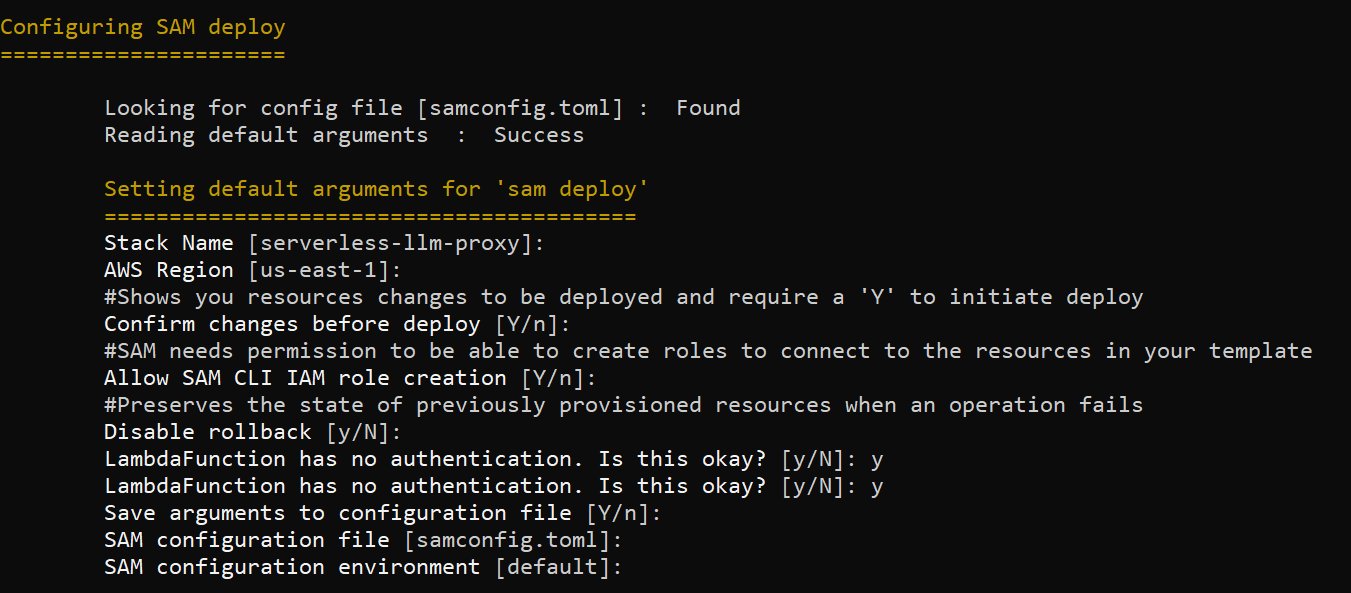 Configuring SAM deploy
======================
Looking for config file [samconfig.toml] :  Found
Reading default arguments  :  Success
Setting default arguments for 'sam deploy'
=========================================
Stack Name [serverless-llm-proxy]:
AWS Region [us-east-1]:
#Shows you resources changes to be deployed and require a 'Y' to initiate deploy
Confirm changes before deploy [Y/n]:
#SAM needs permission to be able to create roles to connect to the resources in your template
Allow SAM CLI IAM role creation [Y/n]:
#Preserves the state of previously provisioned resources when an operation fails
Disable rollback [y/N]:
LambdaFunction has no authentication. Is this okay? [y/N]: y
LambdaFunction has no authentication. Is this okay? [y/N]: y
Save arguments to configuration file [Y/n]:
SAM configuration file [samconfig.toml]:
SAM configuration environment [default]: